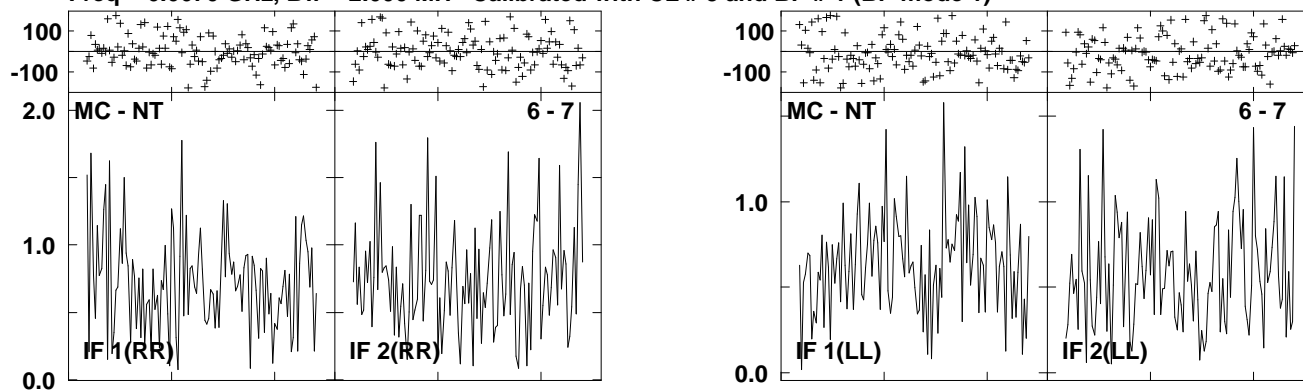 100
-100
MC - NT
6 - 7
2.0
1.0
0.0
IF 1(RR)
IF 2(RR)
100
-100
MC - NT
6 - 7
1.0
0.0
IF 1(LL)
IF 2(LL)